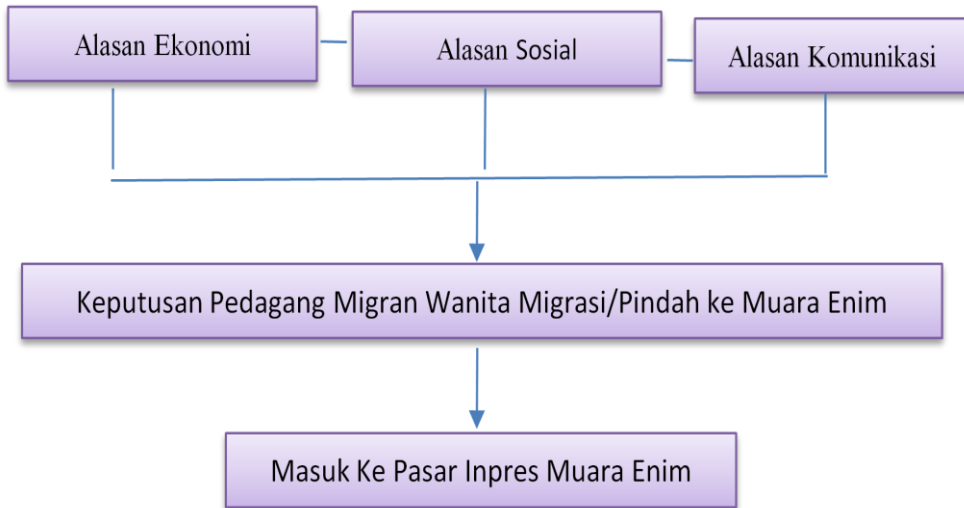 Alasan Ekonomi
Alasan Sosial
Alasan Komunikasi
Keputusan Pedagang Migran Wanita Migrasi/Pindah ke Muara Enim
Masuk Ke Pasar Inpres Muara Enim